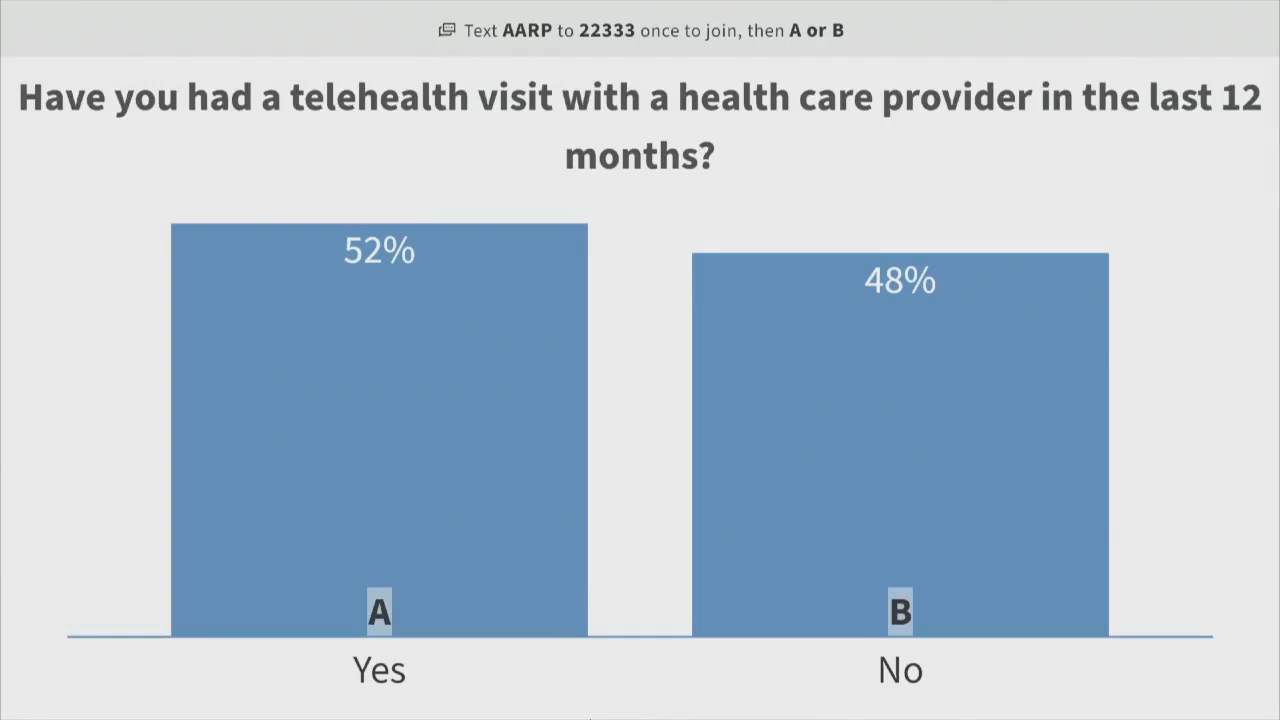 Text AARP to 22333 once to join, then A or B
Have you had a telehealth visit with a health care provider in the last 12
months?
52%
48%
A
B
Yes
No